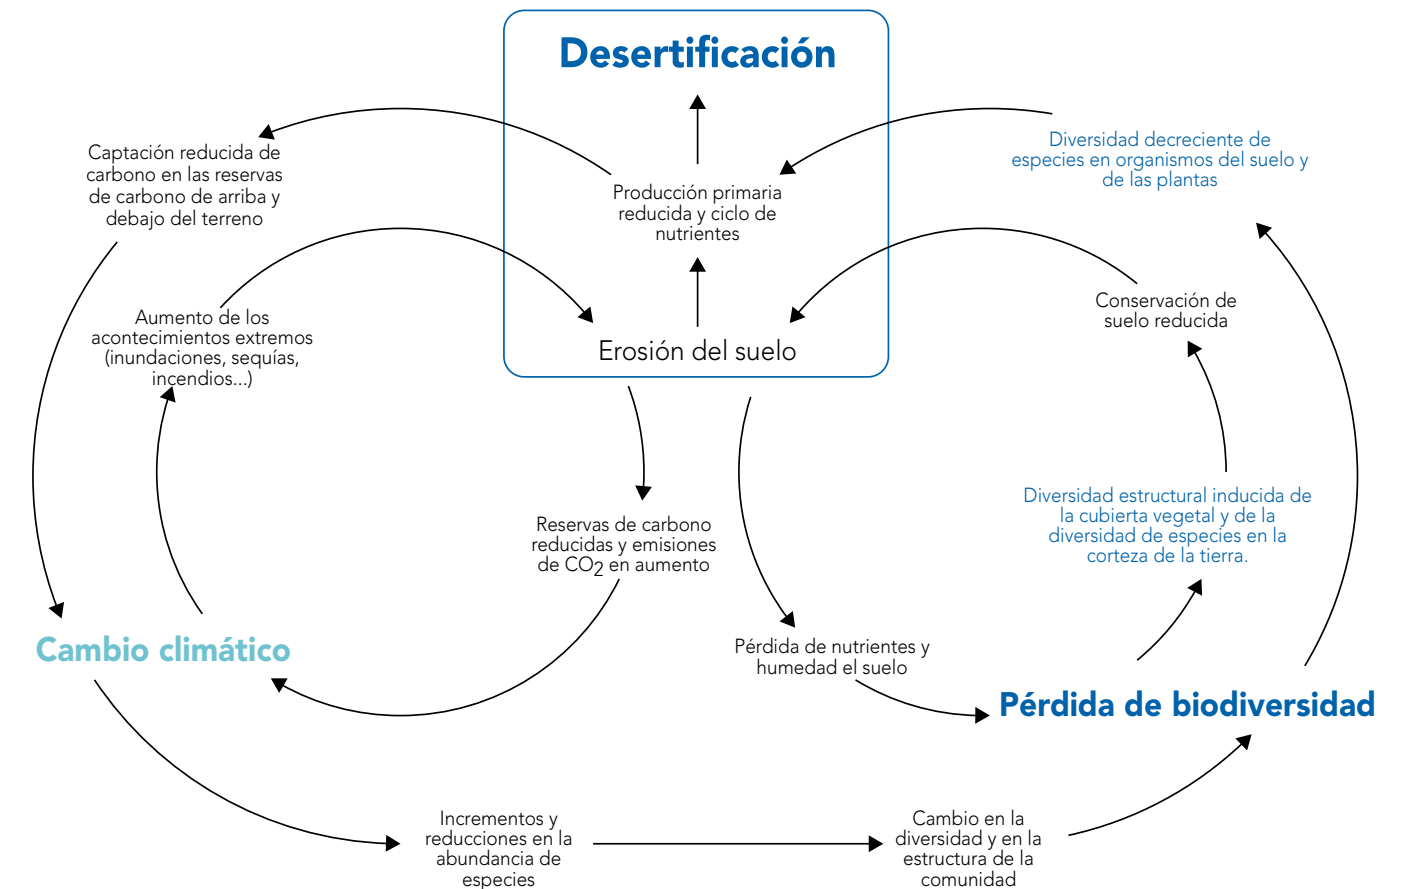 Desertificación
Captación reducida de
carbono en las reservas
de carbono de arriba y
debajo del terreno
Producción primaria
reducida y ciclo de
nutrientes
Diversidad decreciente de
especies en organismos del suelo y
de las plantas
Aumento de los
acontecimientos extremos
(inundaciones, sequías,
incendios...)
Erosión del suelo
Conservación de
suelo reducida
Reservas de carbono
reducidas y emisiones
de CO2 en aumento
Diversidad estructural inducida de
la cubierta vegetal y de la
diversidad de especies en la
corteza de la tierra.
Cambio climático
Pérdida de nutrientes y
humedad el suelo
Pérdida de biodiversidad
Incrementos y
reducciones en la
abundancia de
especies
Cambio en la
diversidad y en la
estructura de la
comunidad